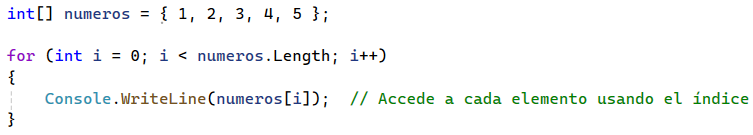 int[] numeros = { 1, 2, 3, 4, 5 };
for (int i = 0; i < numeros.Length; i++)
{
    Console.WriteLine(numeros[i]);  // Accede a cada elemento usando el índice
}